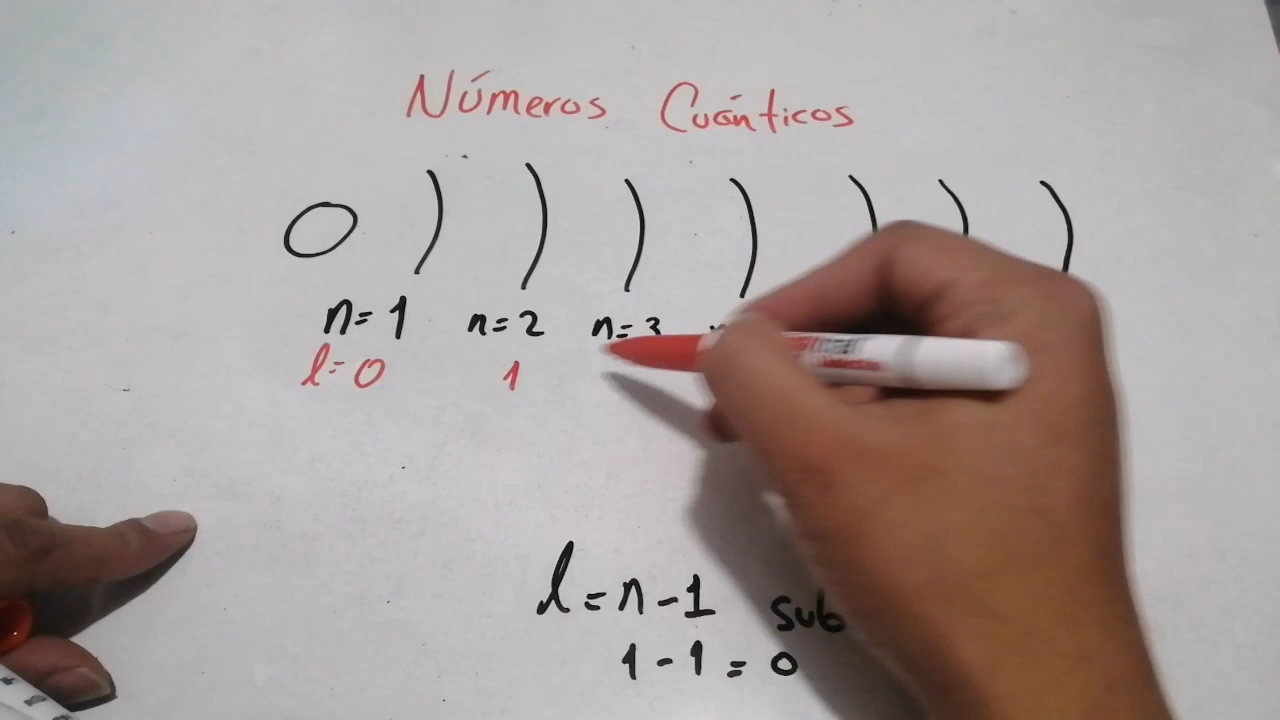 Números Cuánticos
n=1 n=2 n=3
l=0 1
l=n-1 sub
1-1=0